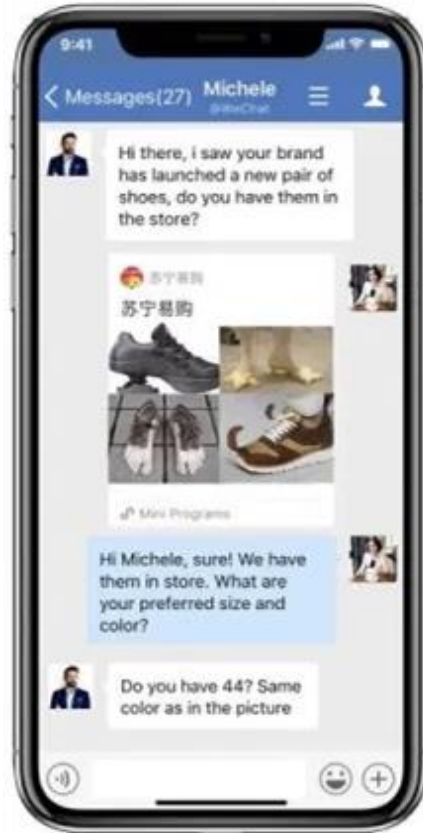 9:41
Messages(27)
Michele
@WeChat
Hi there, i saw your brand
has launched a new pair of
shoes, do you have them in
the store?
苏宁易购
苏宁易购
Mini Programs
Hi Michele, sure! We have
them in store. What are
your preferred size and
color?
Do you have 44? Same
color as in the picture